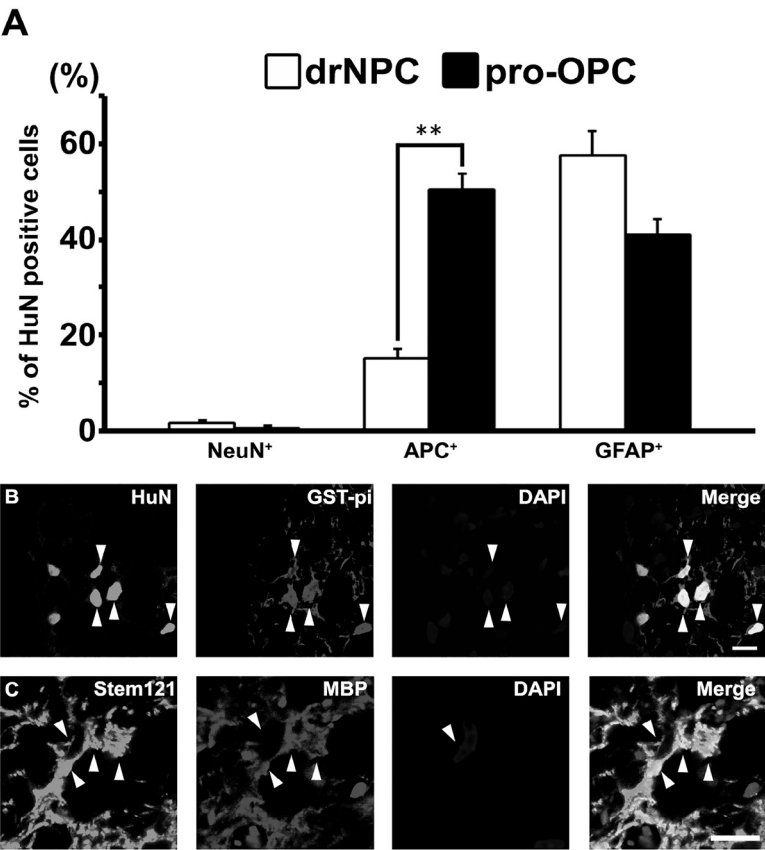 A
(%)
drNPC pro-OPC
**
60
40
20
0
% of HuN positive cells
NeuN⁺ APC⁺ GFAP⁺
B HuN GST-pi DAPI Merge
C Stem121 MBP DAPI Merge